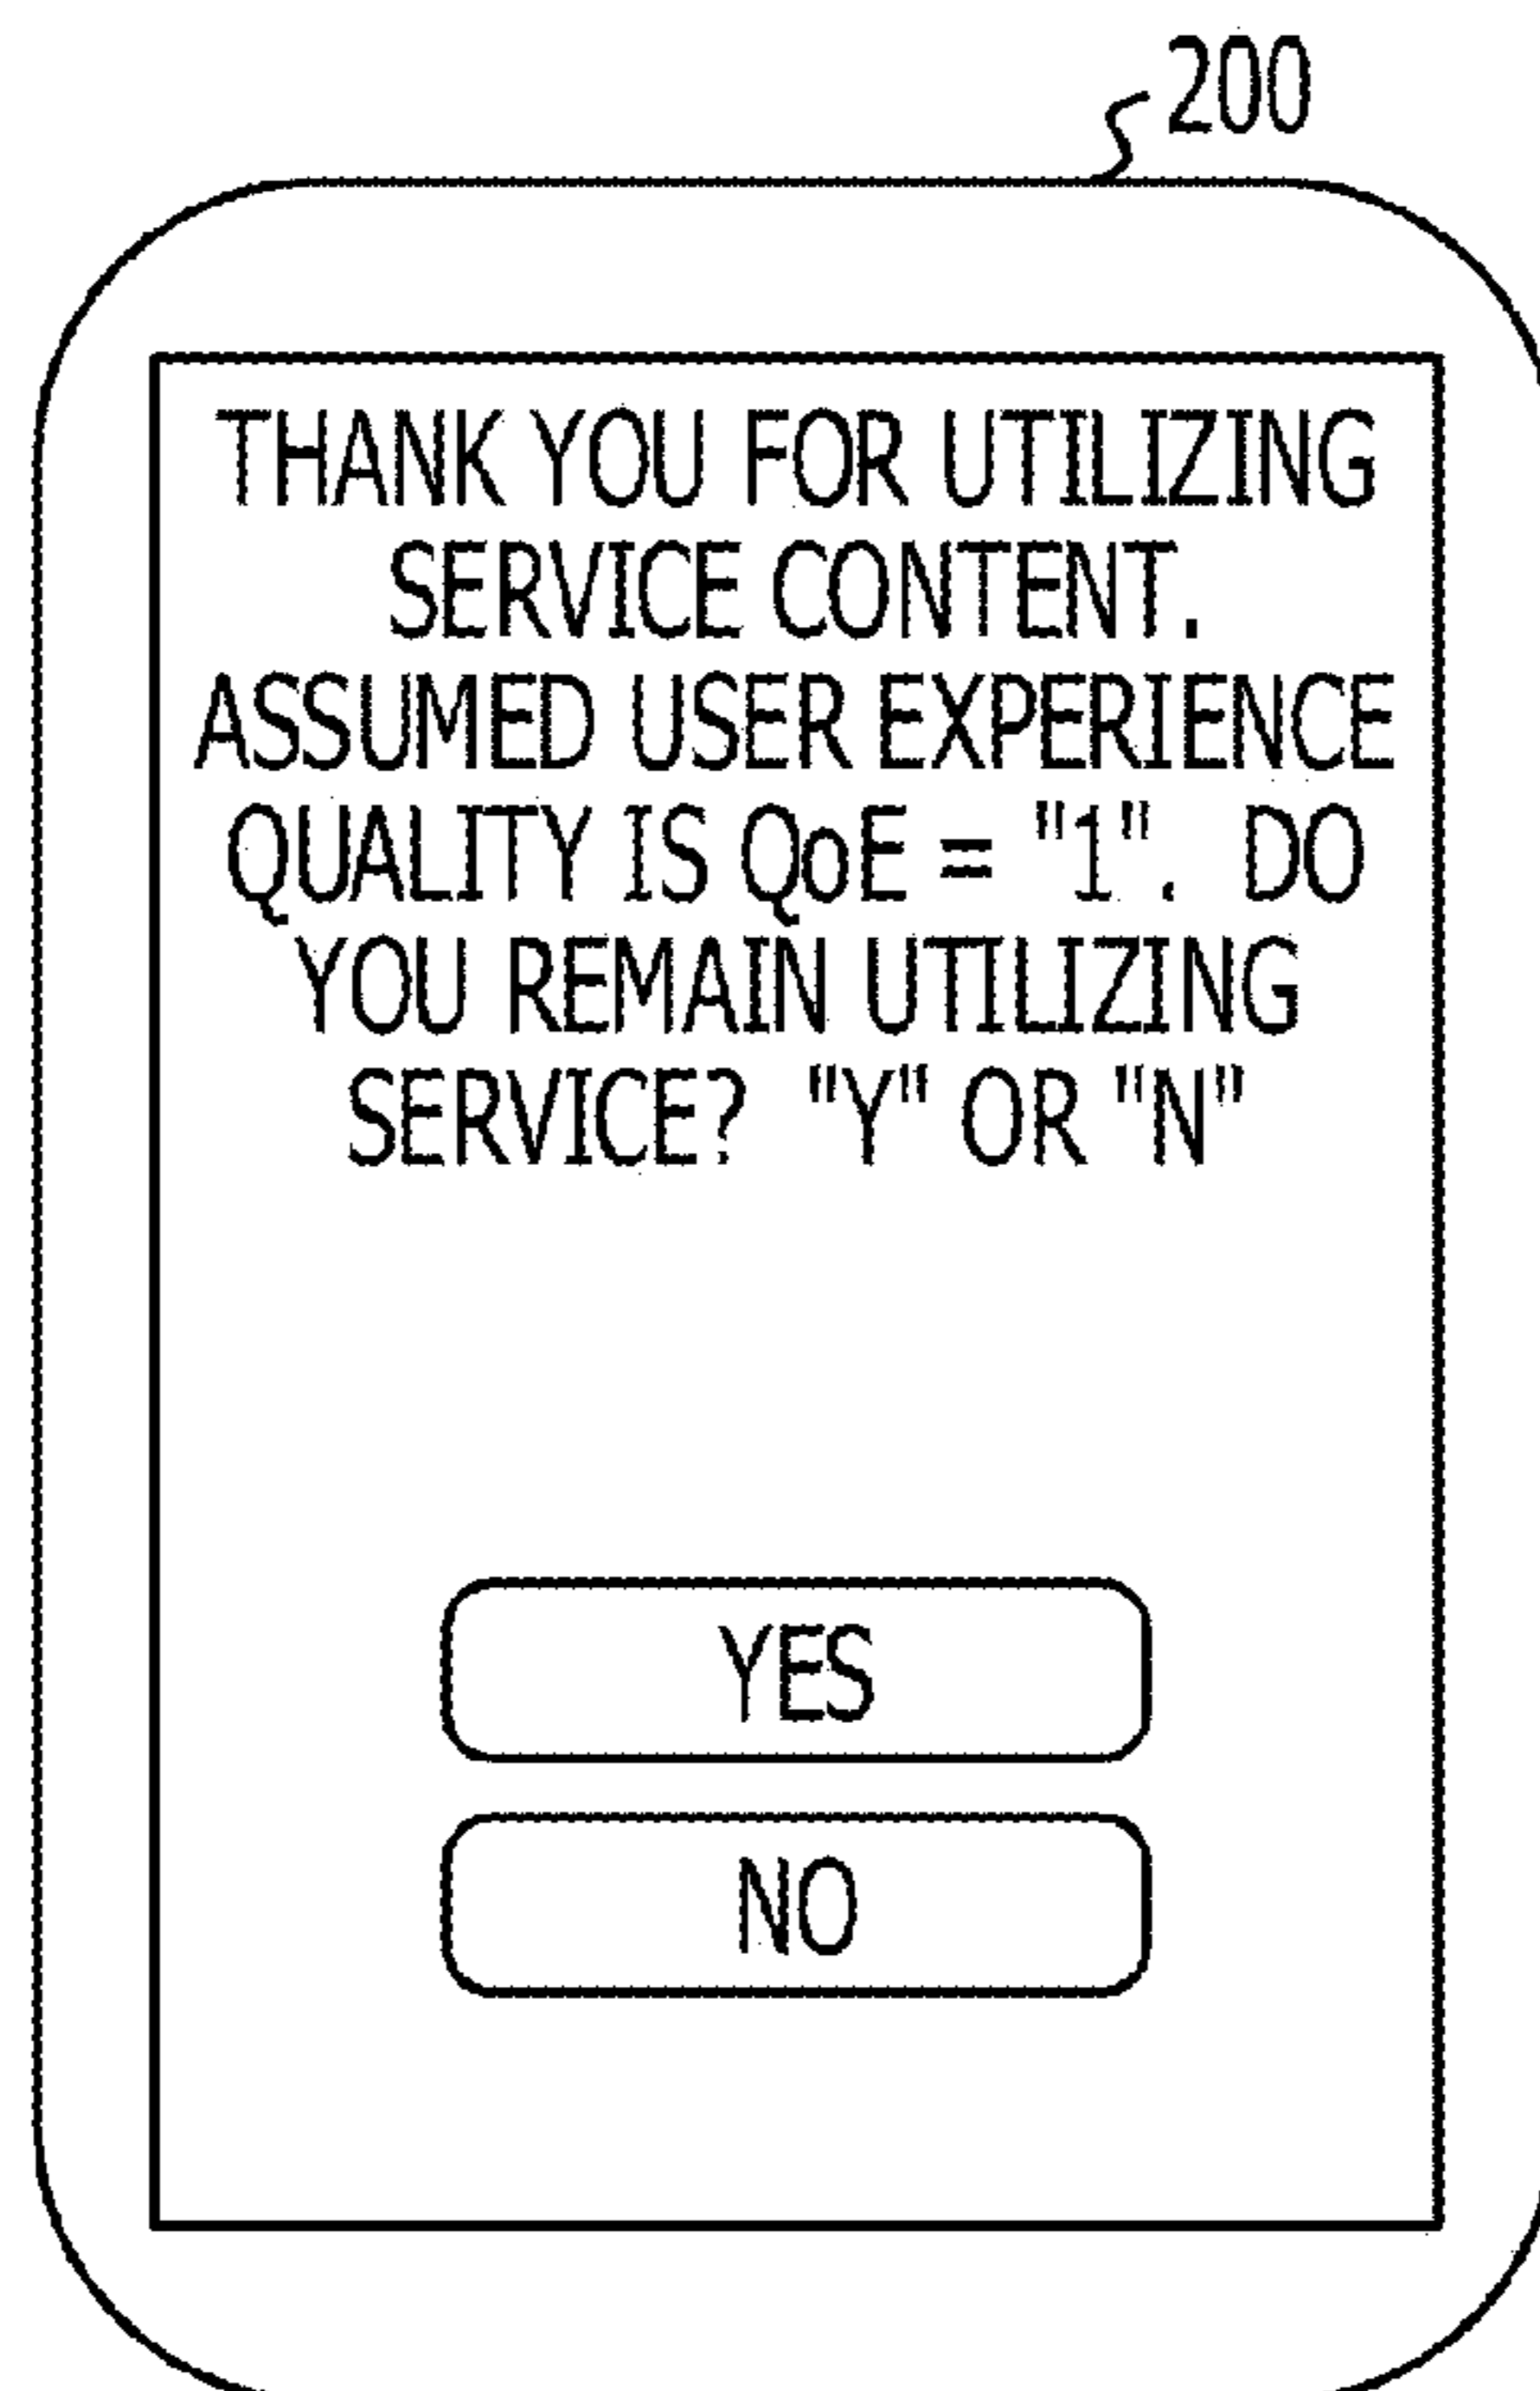 200
THANK YOU FOR UTILIZING
SERVICE CONTENT.
ASSUMED USER EXPERIENCE
QUALITY IS QoE = "1". DO
YOU REMAIN UTILIZING
SERVICE? "Y" OR "N"
YES
NO